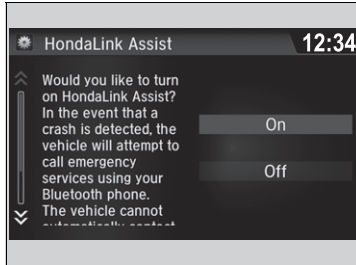 HondaLink Assist
12:34
Would you like to turn
on HondaLink Assist?
In the event that a
crash is detected, the
vehicle will attempt to
call emergency
services using your
Bluetooth phone.
The vehicle cannot
On
Off